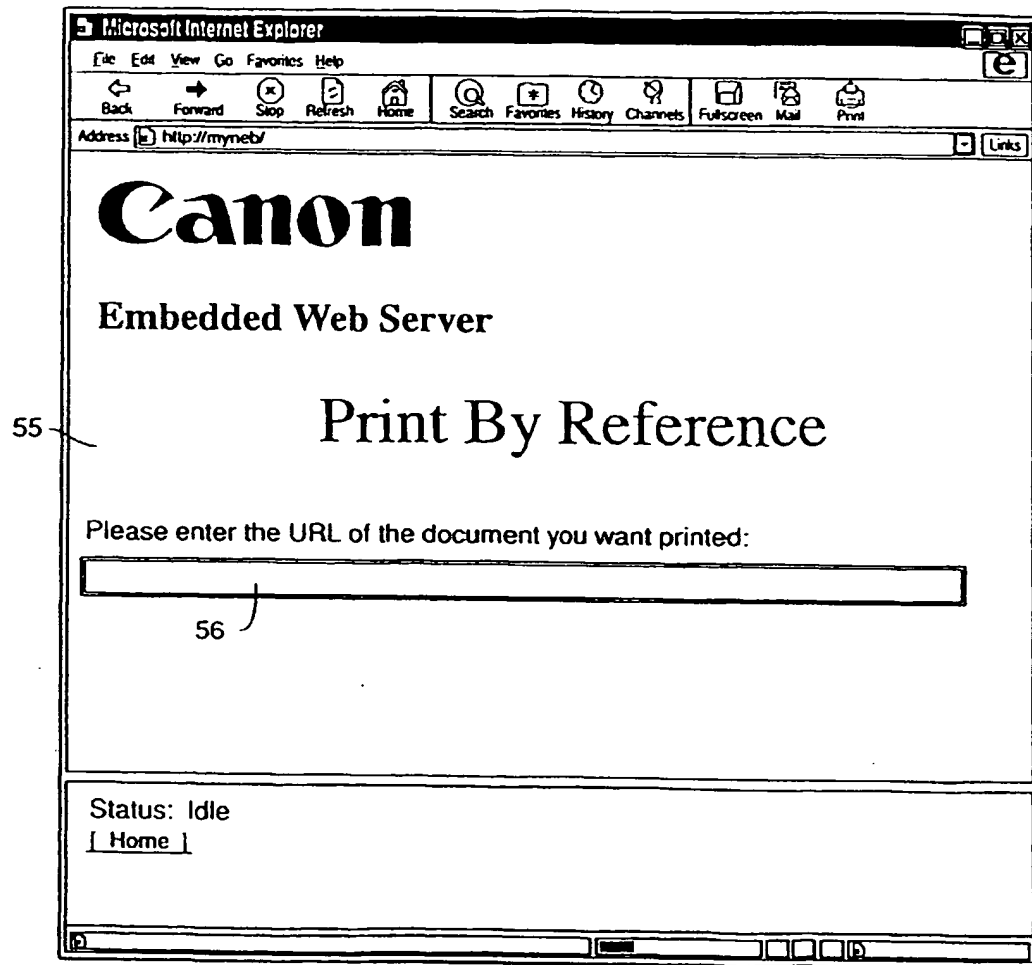 Microsoft Internet Explorer
File Edit View Go Favorites Help
Back Forward Stop Refresh Home Search Favorites History Channels Fullscreen Mail Print
Address http://myneb/ Links
Canon
Embedded Web Server
55
Print By Reference
Please enter the URL of the document you want printed:
56
Status: Idle
[ Home ]